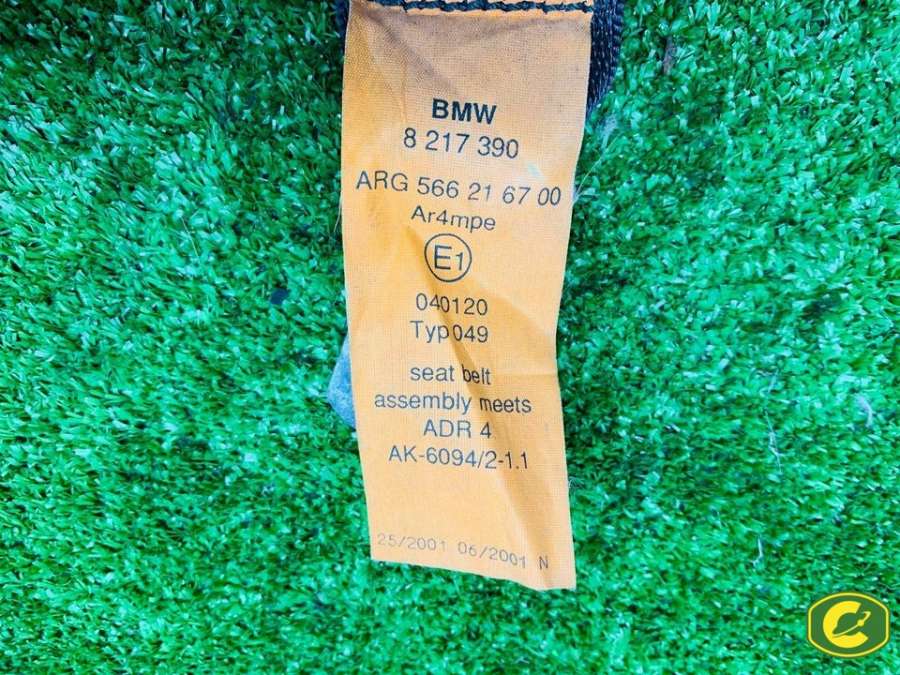 BMW
8 217 390
ARG 566 21 67 00
Ar4mpe
E1
040120
Typ049
seat belt
assembly meets
ADR 4
AK-6094/2-1.1
25/2001 06/2001 N